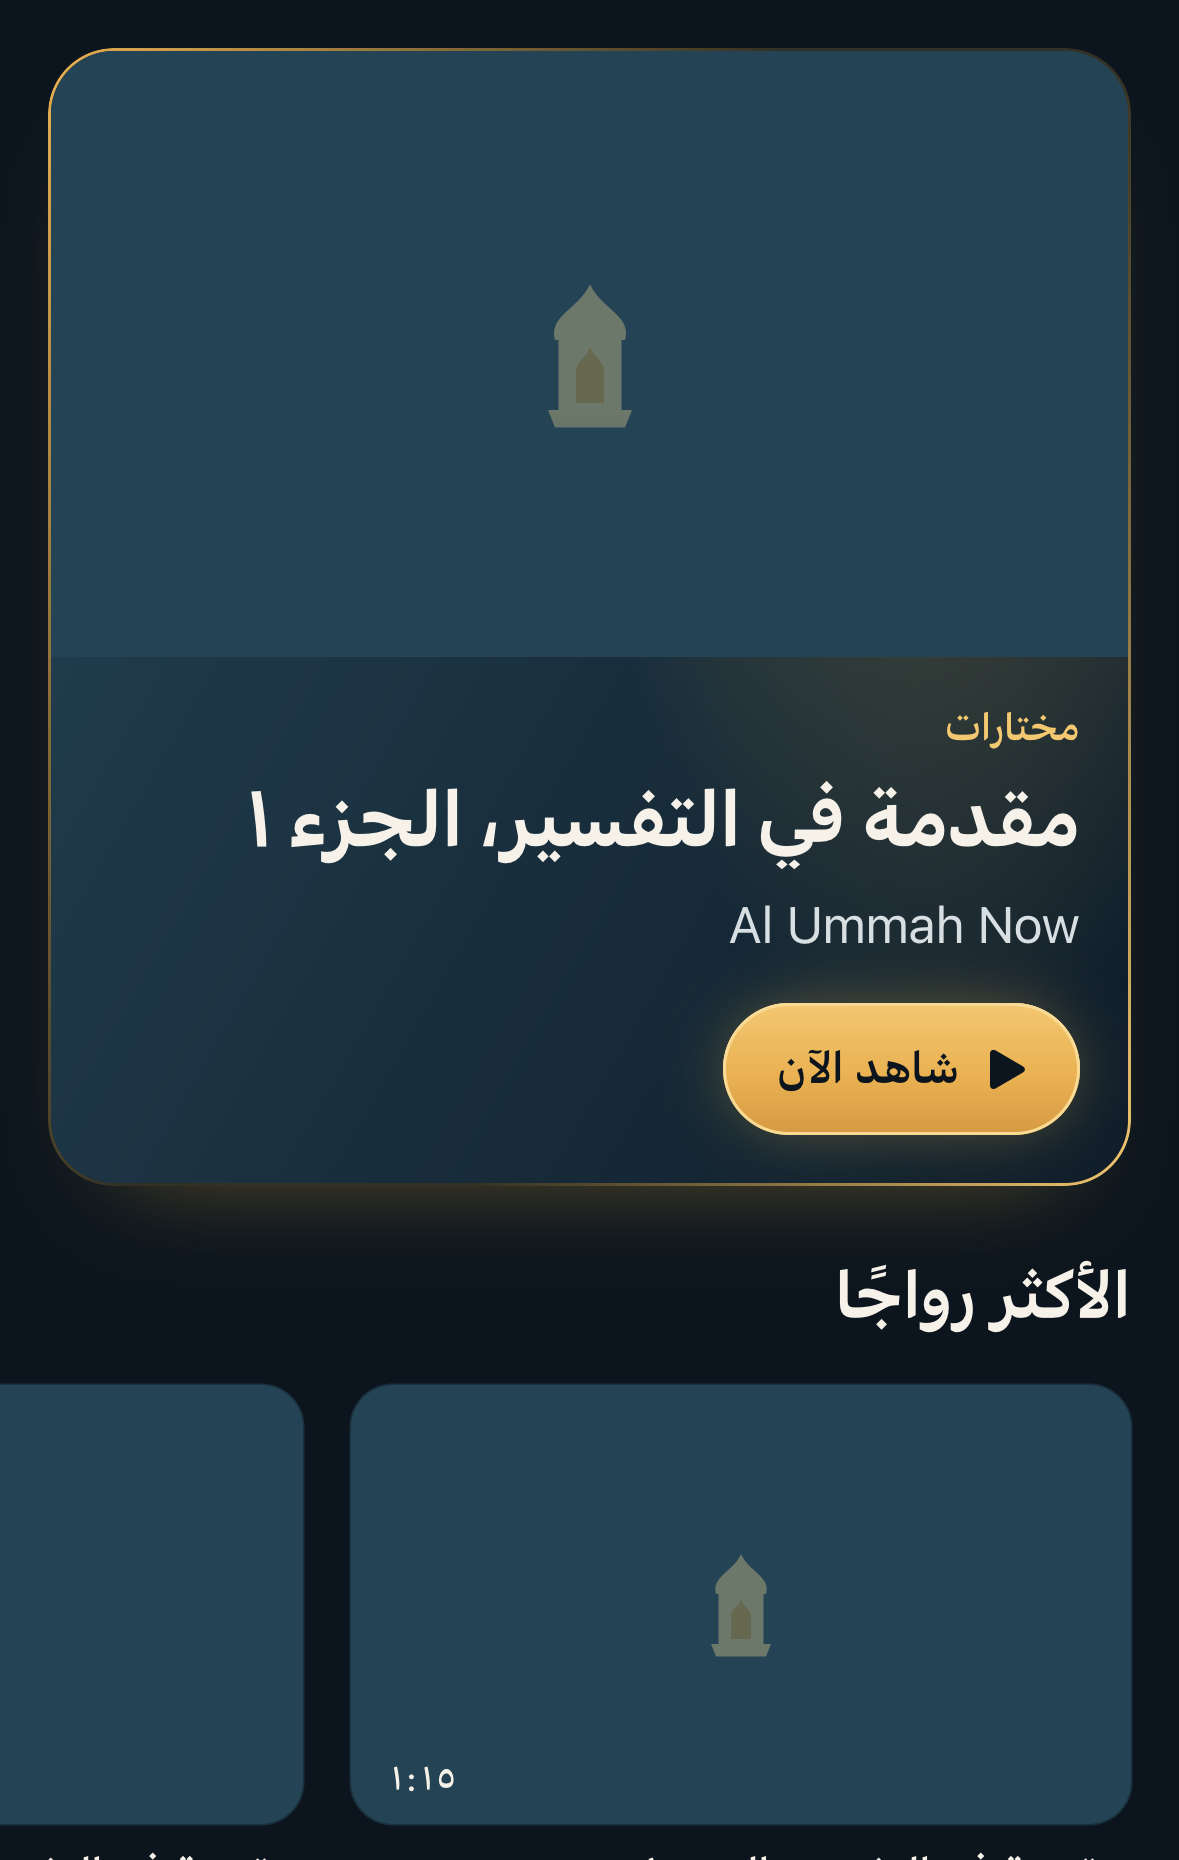 مختارات
مقدمة في التفسير، الجزء ١
Al Ummah Now
شاهد الآن
الأكثر رواجًا
١:١٥